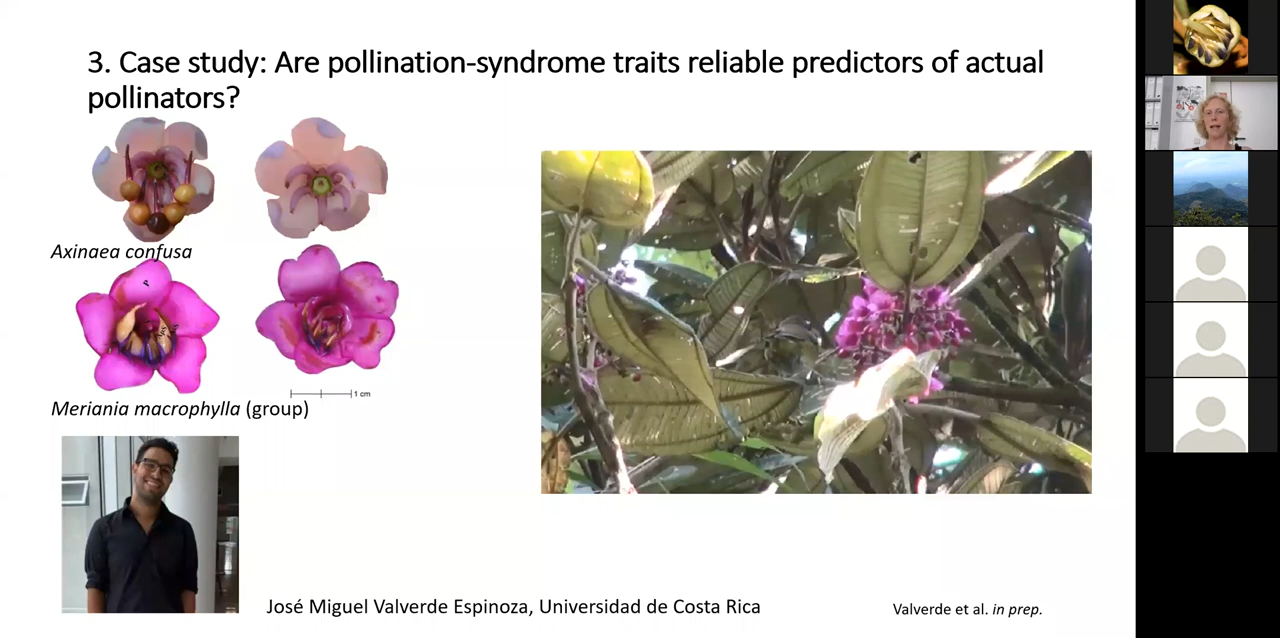 3. Case study: Are pollination-syndrome traits reliable predictors of actual
pollinators?
Axinaea confusa
1 cm
Meriania macrophylla (group)
José Miguel Valverde Espinoza, Universidad de Costa Rica
Valverde et al. in prep.